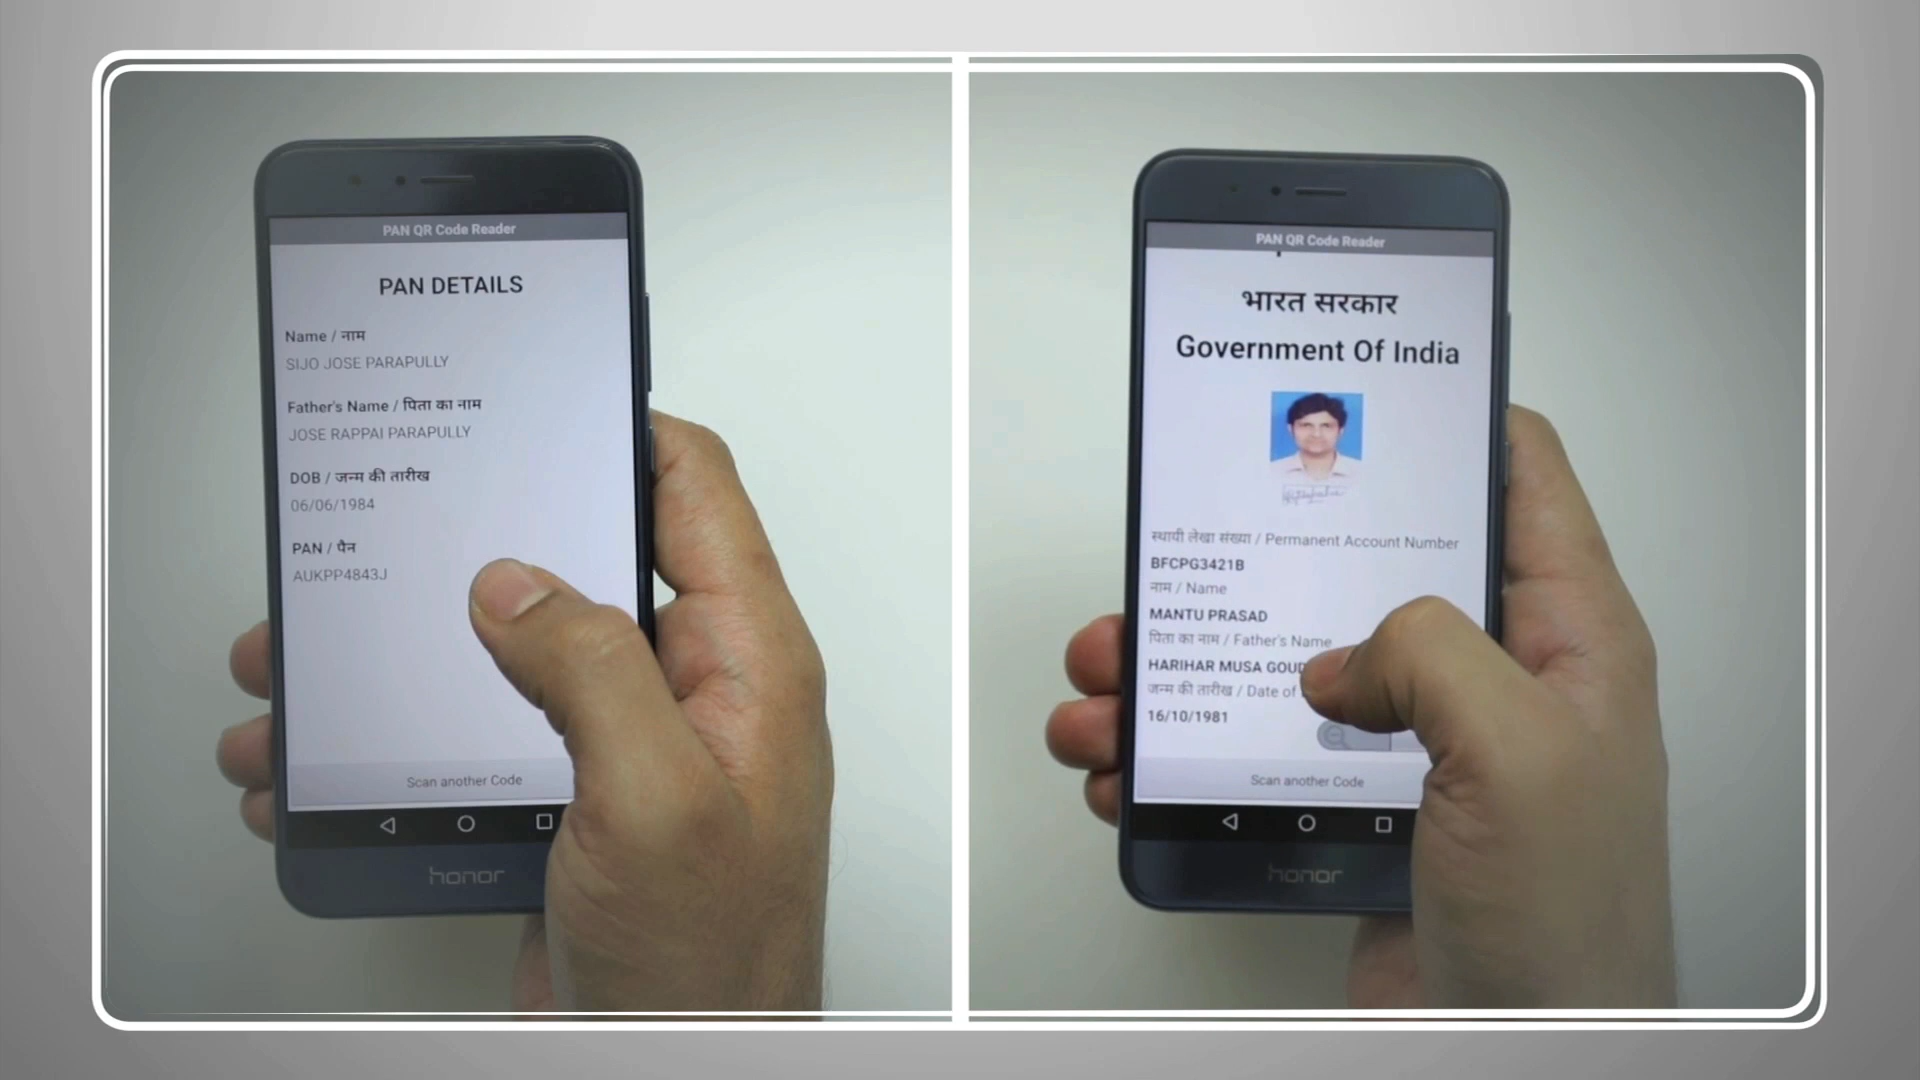 PAN QR Code Reader
PAN DETAILS
Name / नाम
SIJO JOSE PARAPULLY
Father's Name / पिता का नाम
JOSE RAPPAI PARAPULLY
DOB / जन्म की तारीख
06/06/1984
PAN / पैन
AUKPP4843J
Scan another Code
honor
PAN QR Code Reader
भारत सरकार
Government Of India
स्थायी लेखा संख्या / Permanent Account Number
BFCPG3421B
नाम / Name
MANTU PRASAD
पिता का नाम / Father's Name
HARIHAR MUSA
जन्म की तारीख / Date of
16/10/1981
Scan another Code
honor